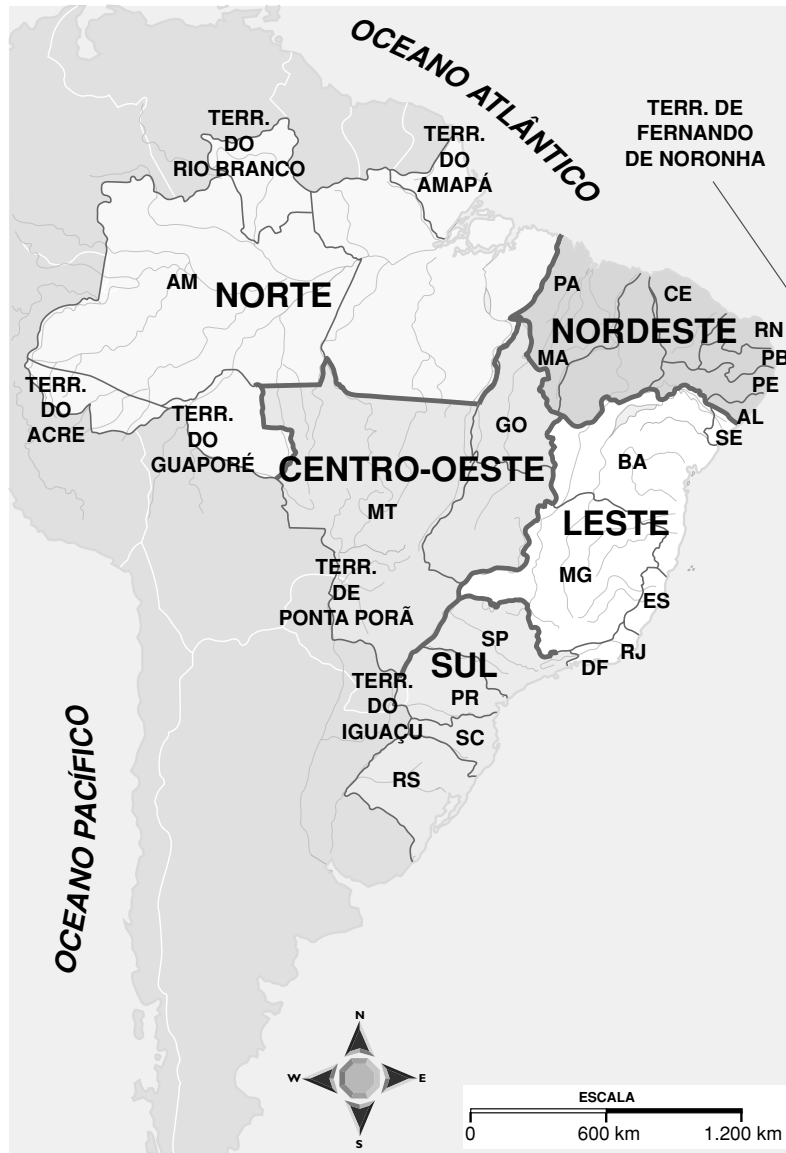 OCEANO ATLÂNTICO
TERR. DE
FERNANDO
DE NORONHA
TERR.
DO
RIO BRANCO
TERR.
DO
AMAPÁ
AM
NORTE
PA
CE
NORDESTE
RN
MA
PB
PE
AL
SE
TERR.
DO
ACRE
TERR.
DO
GUAPORÉ
GO
CENTRO-OESTE
BA
MT
LESTE
MG
ES
TERR.
DE
PONTA PORÃ
SP
RJ
DF
SUL
TERR.
DO
IGUAÇU
PR
SC
RS
OCEANO PACÍFICO
N
W
E
S
ESCALA
0
600 km
1.200 km